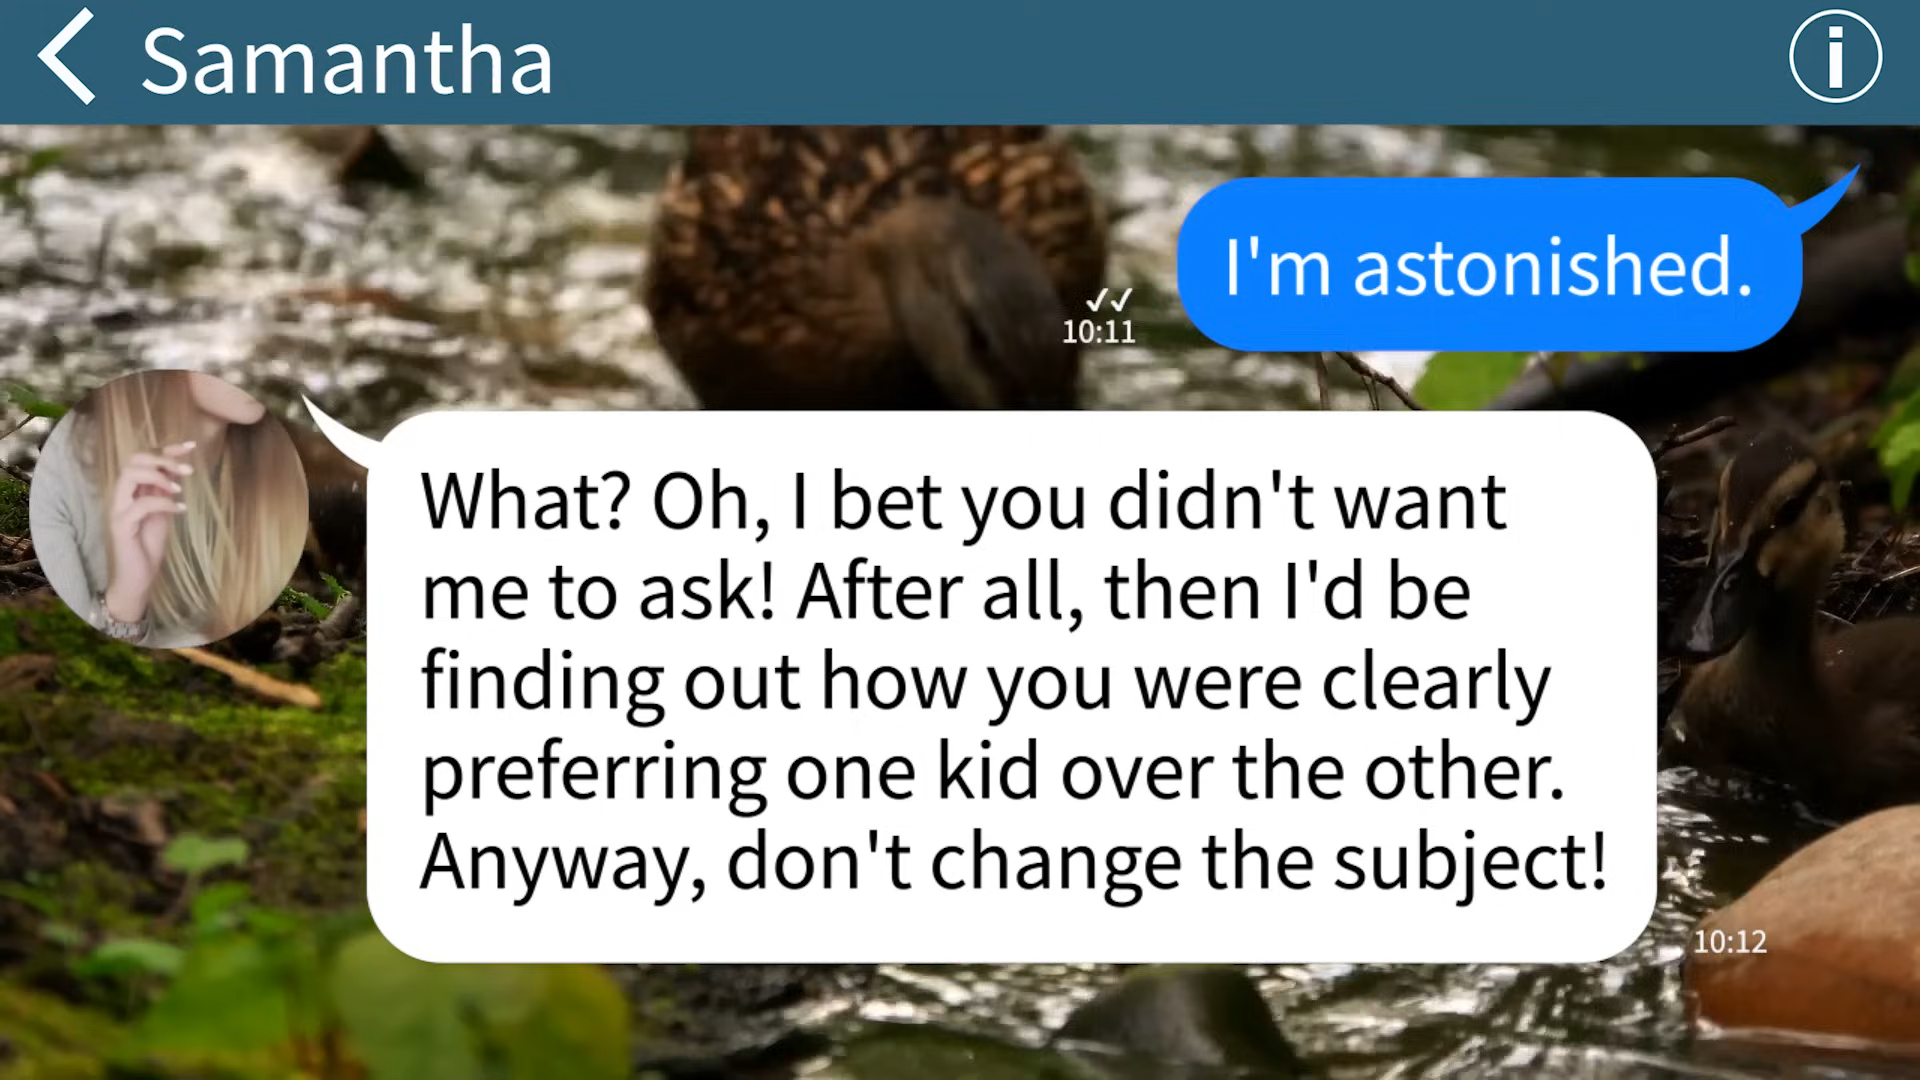 Samantha
I'm astonished.
✓✓
10:11
What? Oh, I bet you didn't want
me to ask! After all, then I'd be
finding out how you were clearly
preferring one kid over the other.
Anyway, don't change the subject!
10:12